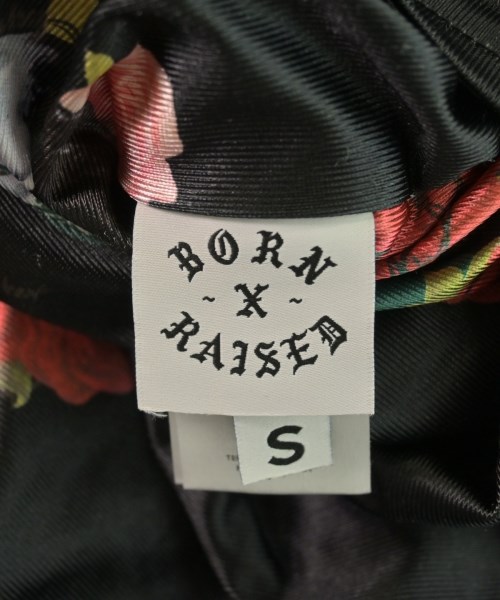 BORN
~ X ~
RAISED
S